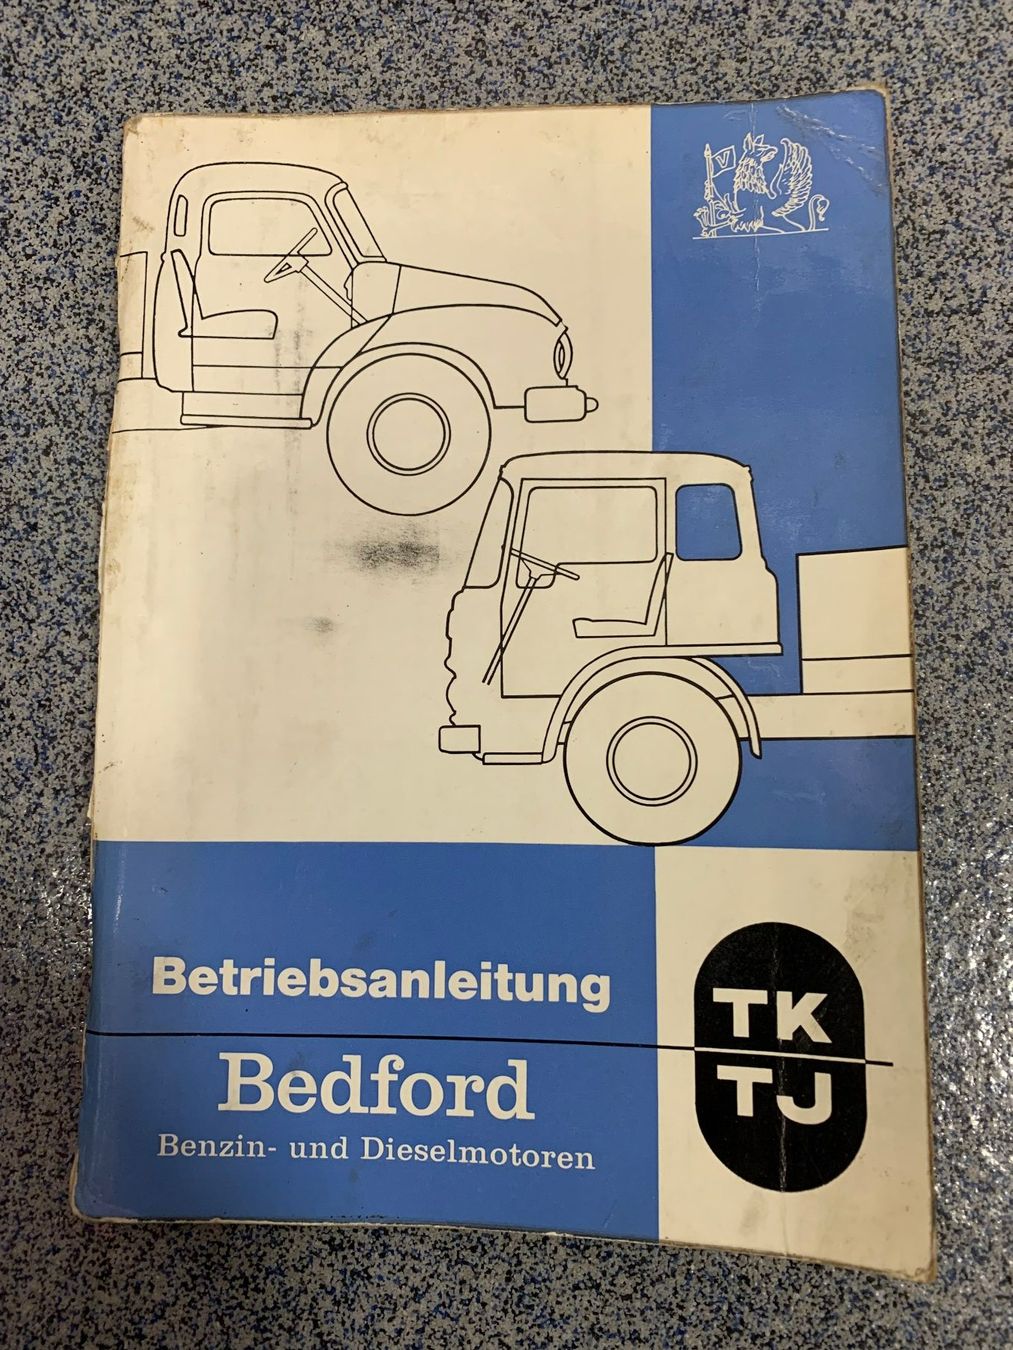 V
Betriebsanleitung
Bedford
Benzin- und Dieselmotoren
TK
TJ